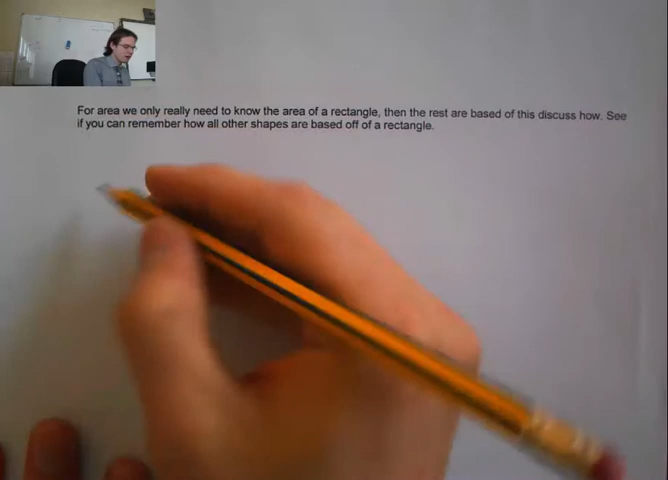 For area we only really need to know the area of a rectangle, then the rest are based of this discuss how. See
if you can remember how all other shapes are based off of a rectangle.